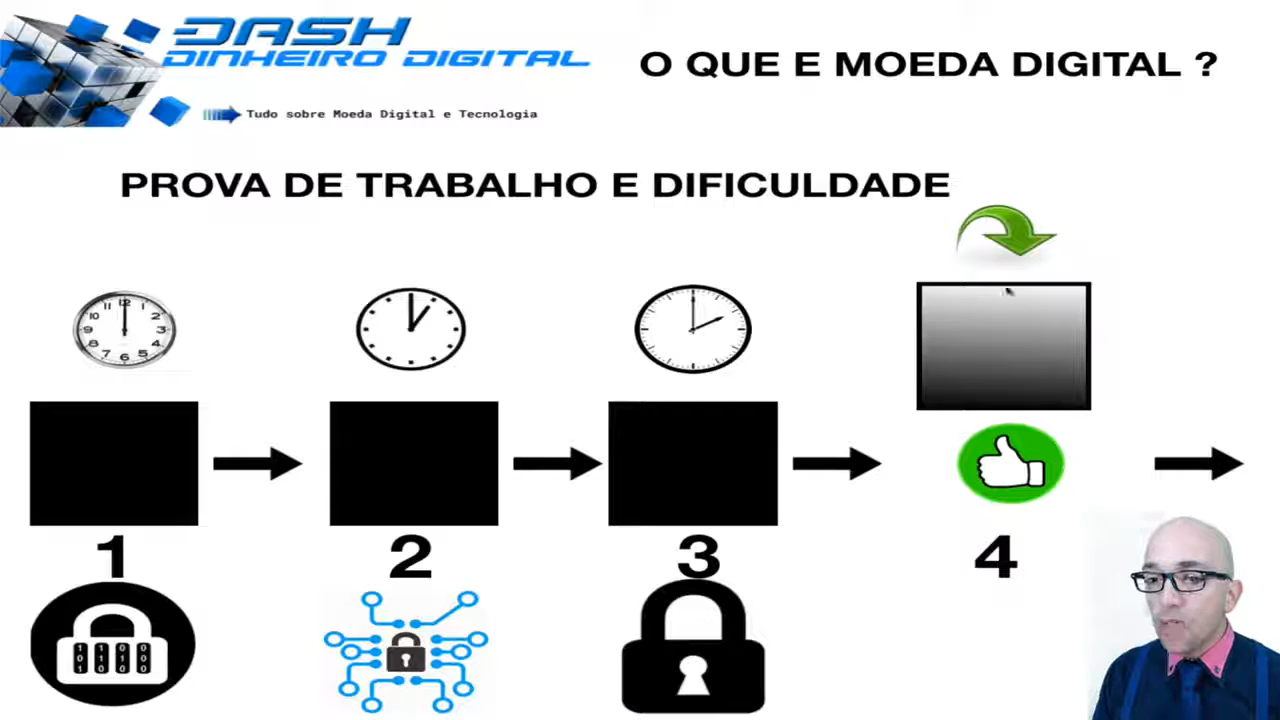 DASH
DINHEIRO DIGITAL
Tudo sobre Moeda Digital e Tecnologia
O QUE E MOEDA DIGITAL ?
PROVA DE TRABALHO E DIFICULDADE
1
2
3
4